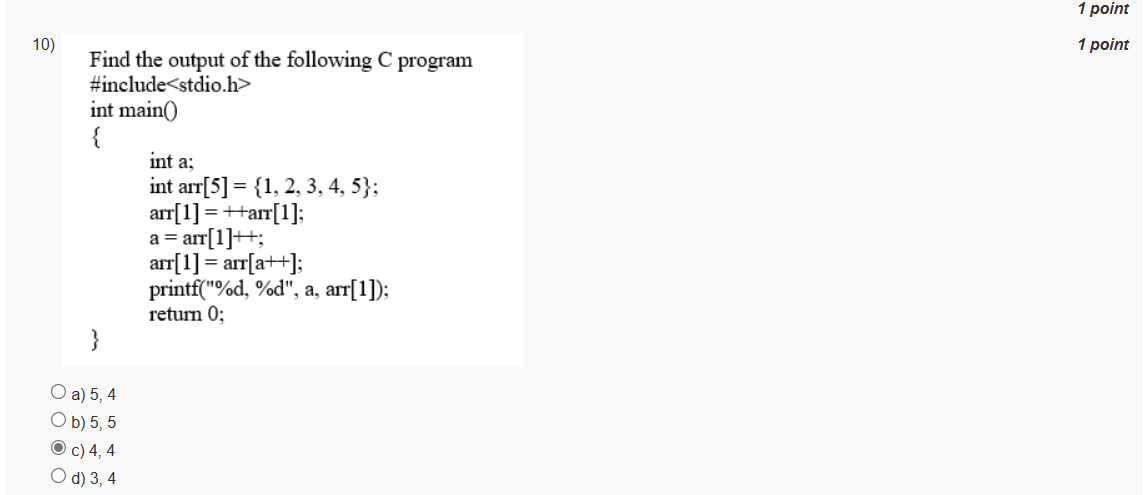 1 point
10)
1 point
Find the output of the following C program
#include<stdio.h>
int main()
{
int a;
int arr[5] = {1, 2, 3, 4, 5};
arr[1] = ++arr[1];
a = arr[1]++;
arr[1] = arr[a++];
printf("%d, %d", a, arr[1]);
return 0;
}
a) 5, 4
b) 5, 5
c) 4, 4
d) 3, 4